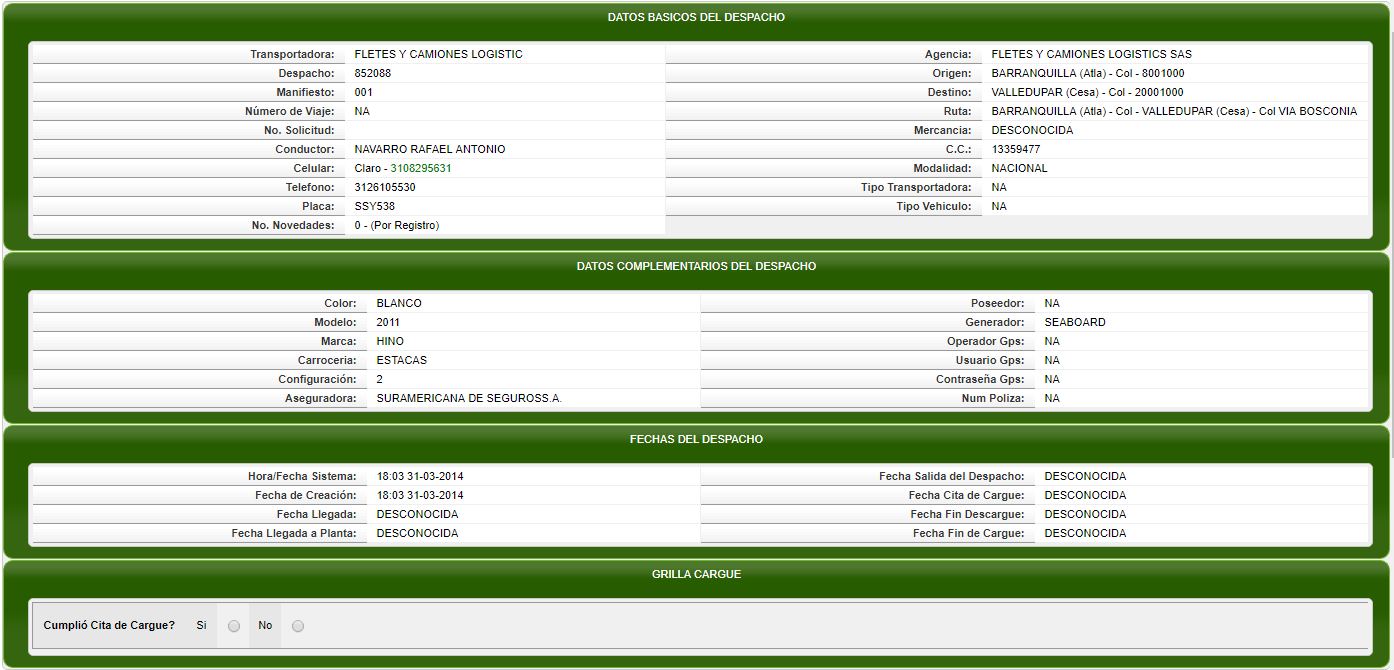 DATOS BASICOS DEL DESPACHO
Transportadora: FLETES Y CAMIONES LOGISTIC Agencia: FLETES Y CAMIONES LOGISTICS SAS
Despacho: 852088 Origen: BARRANQUILLA (Atla) - Col - 8001000
Manifiesto: 001 Destino: VALLEDUPAR (Cesa) - Col - 20001000
Número de Viaje: NA Ruta: BARRANQUILLA (Atla) - Col - VALLEDUPAR (Cesa) - Col VIA BOSCONIA
No. Solicitud: Mercancia: DESCONOCIDA
Conductor: NAVARRO RAFAEL ANTONIO C.C.: 13359477
Celular: Claro - 3108295631 Modalidad: NACIONAL
Telefono: 3126105530 Tipo Transportadora: NA
Placa: SSY538 Tipo Vehiculo: NA
No. Novedades: 0 - (Por Registro)
DATOS COMPLEMENTARIOS DEL DESPACHO
Color: BLANCO Poseedor: NA
Modelo: 2011 Generador: SEABOARD
Marca: HINO Operador Gps: NA
Carroceria: ESTACAS Usuario Gps: NA
Configuración: 2 Contraseña Gps: NA
Aseguradora: SURAMERICANA DE SEGUROSS.A. Num Poliza: NA
FECHAS DEL DESPACHO
Hora/Fecha Sistema: 18:03 31-03-2014 Fecha Salida del Despacho: DESCONOCIDA
Fecha de Creación: 18:03 31-03-2014 Fecha Cita de Cargue: DESCONOCIDA
Fecha Llegada: DESCONOCIDA Fecha Fin Descargue: DESCONOCIDA
Fecha Llegada a Planta: DESCONOCIDA Fecha Fin de Cargue: DESCONOCIDA
GRILLA CARGUE
Cumplió Cita de Cargue? Si No